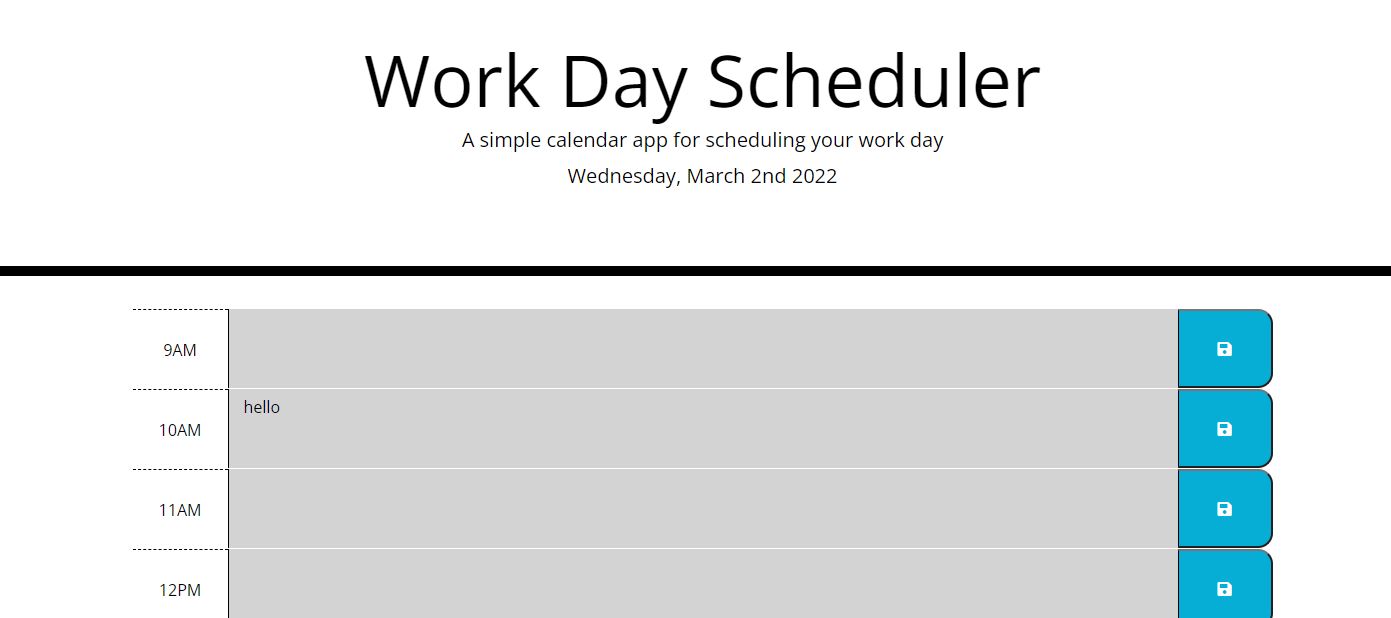 Work Day Scheduler
A simple calendar app for scheduling your work day
Wednesday, March 2nd 2022
9AM
10AM
hello
11AM
12PM